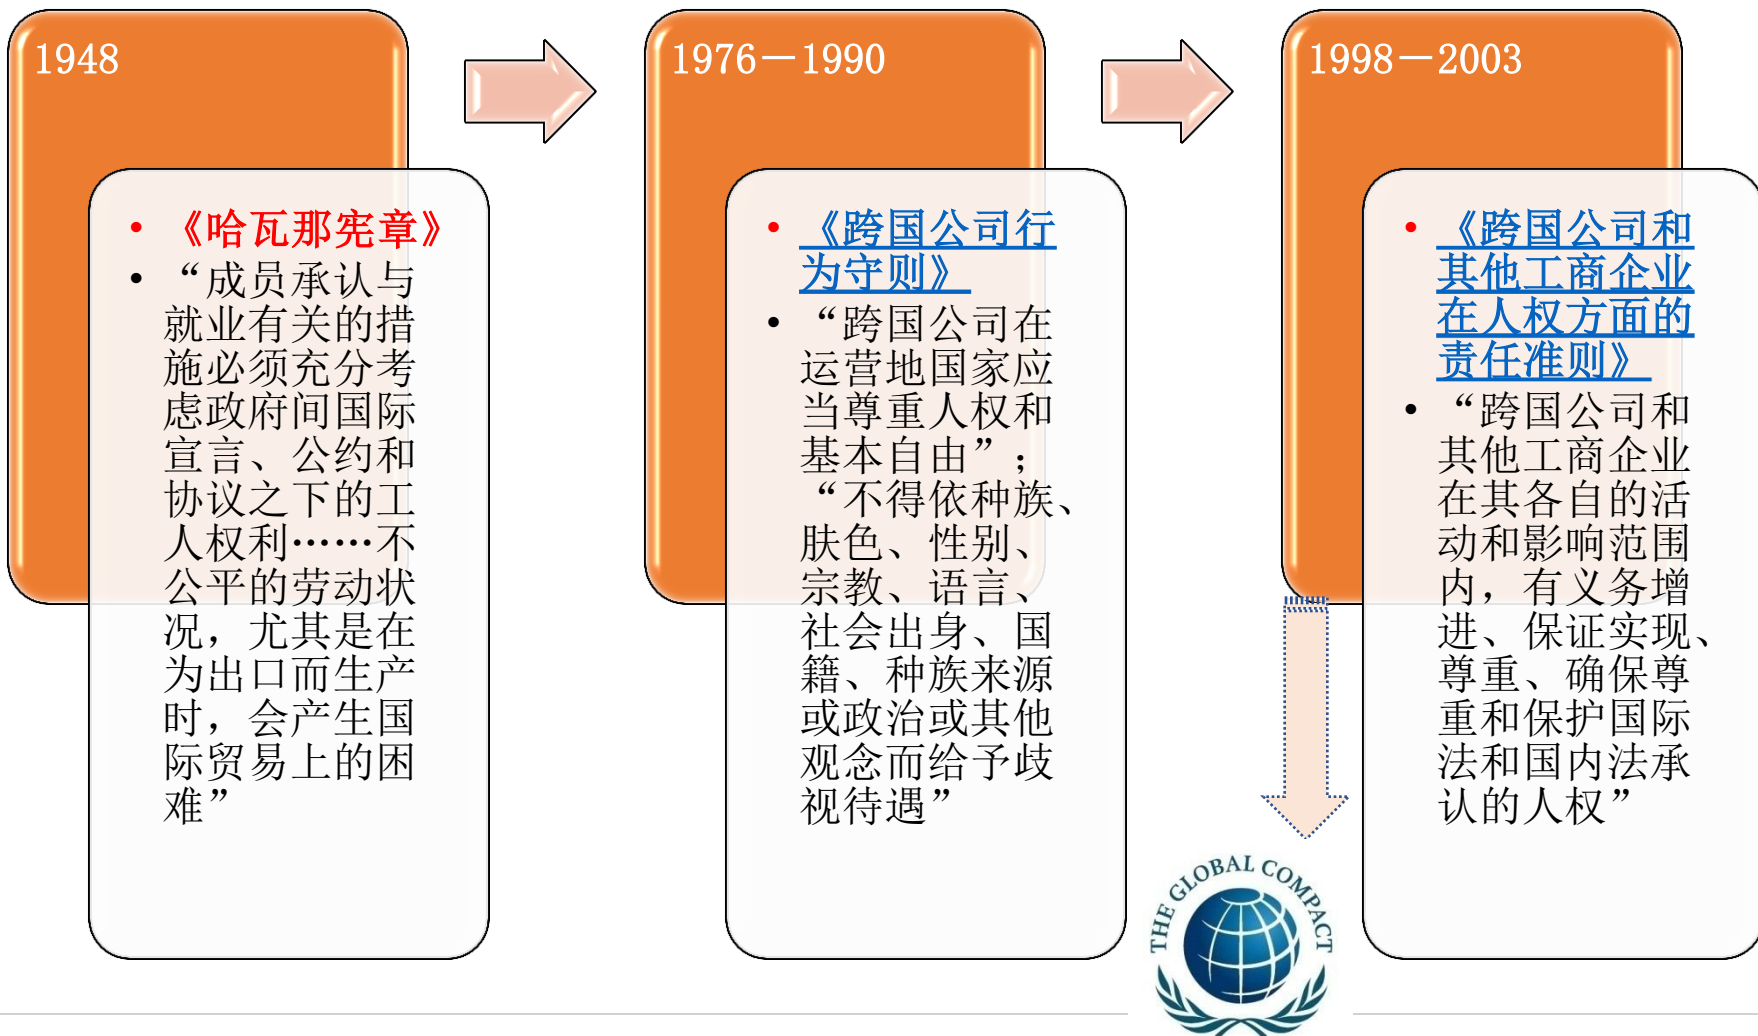 1948
•《哈瓦那宪章》
•“成员承认与
就业有关的措
施必须充分考
虑政府间国际
宣言、公约和
协议之下的工
人权利……不
公平的劳动状
况，尤其是在
为出口而生产
时，会产生国
际贸易上的困
难”
1976－1990
•《跨国公司行
为守则》
•“跨国公司在
运营地国家应
当尊重人权和
基本自由”；
“不得依种族、
肤色、性别、
宗教、语言、
社会出身、国
籍、种族来源
或政治或其他
观念而给予歧
视待遇”
1998－2003
•《跨国公司和
其他工商企业
在人权方面的
责任准则》
•“跨国公司和
其他工商企业
在其各自的活
动和影响范围
内，有义务增
进、保证实现、
尊重、确保尊
重和保护国际
法和国内法承
认的人权”
THE GLOBAL COMPACT